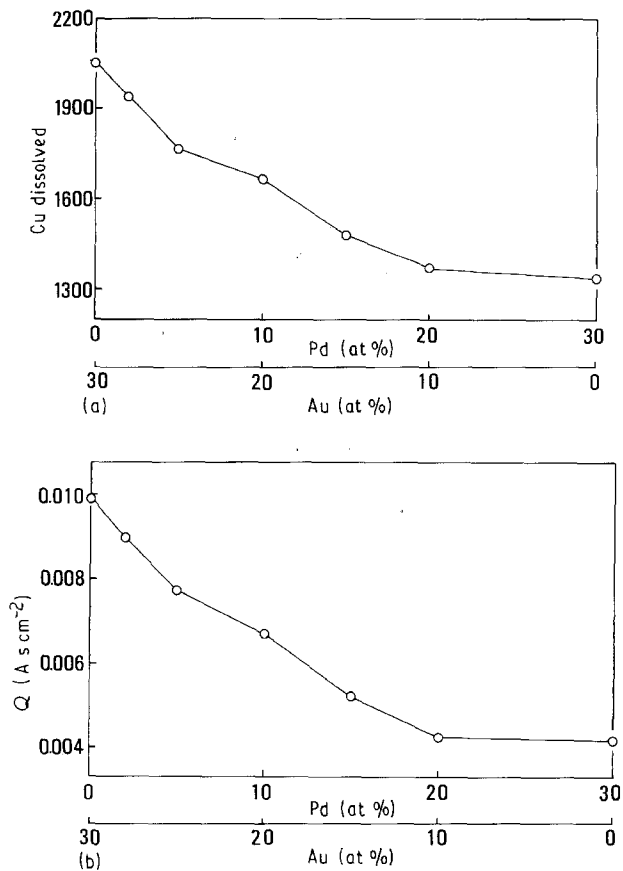 2200
1900
1600
1300
Cu dissolved
0 10 20 30
Pd (at %)
30 20 10 0
(a) Au (at %)
0.010
0.008
0.006
0.004
Q (A s cm⁻²)
0 10 20 30
Pd (at %)
30 20 10 0
(b) Au (at %)